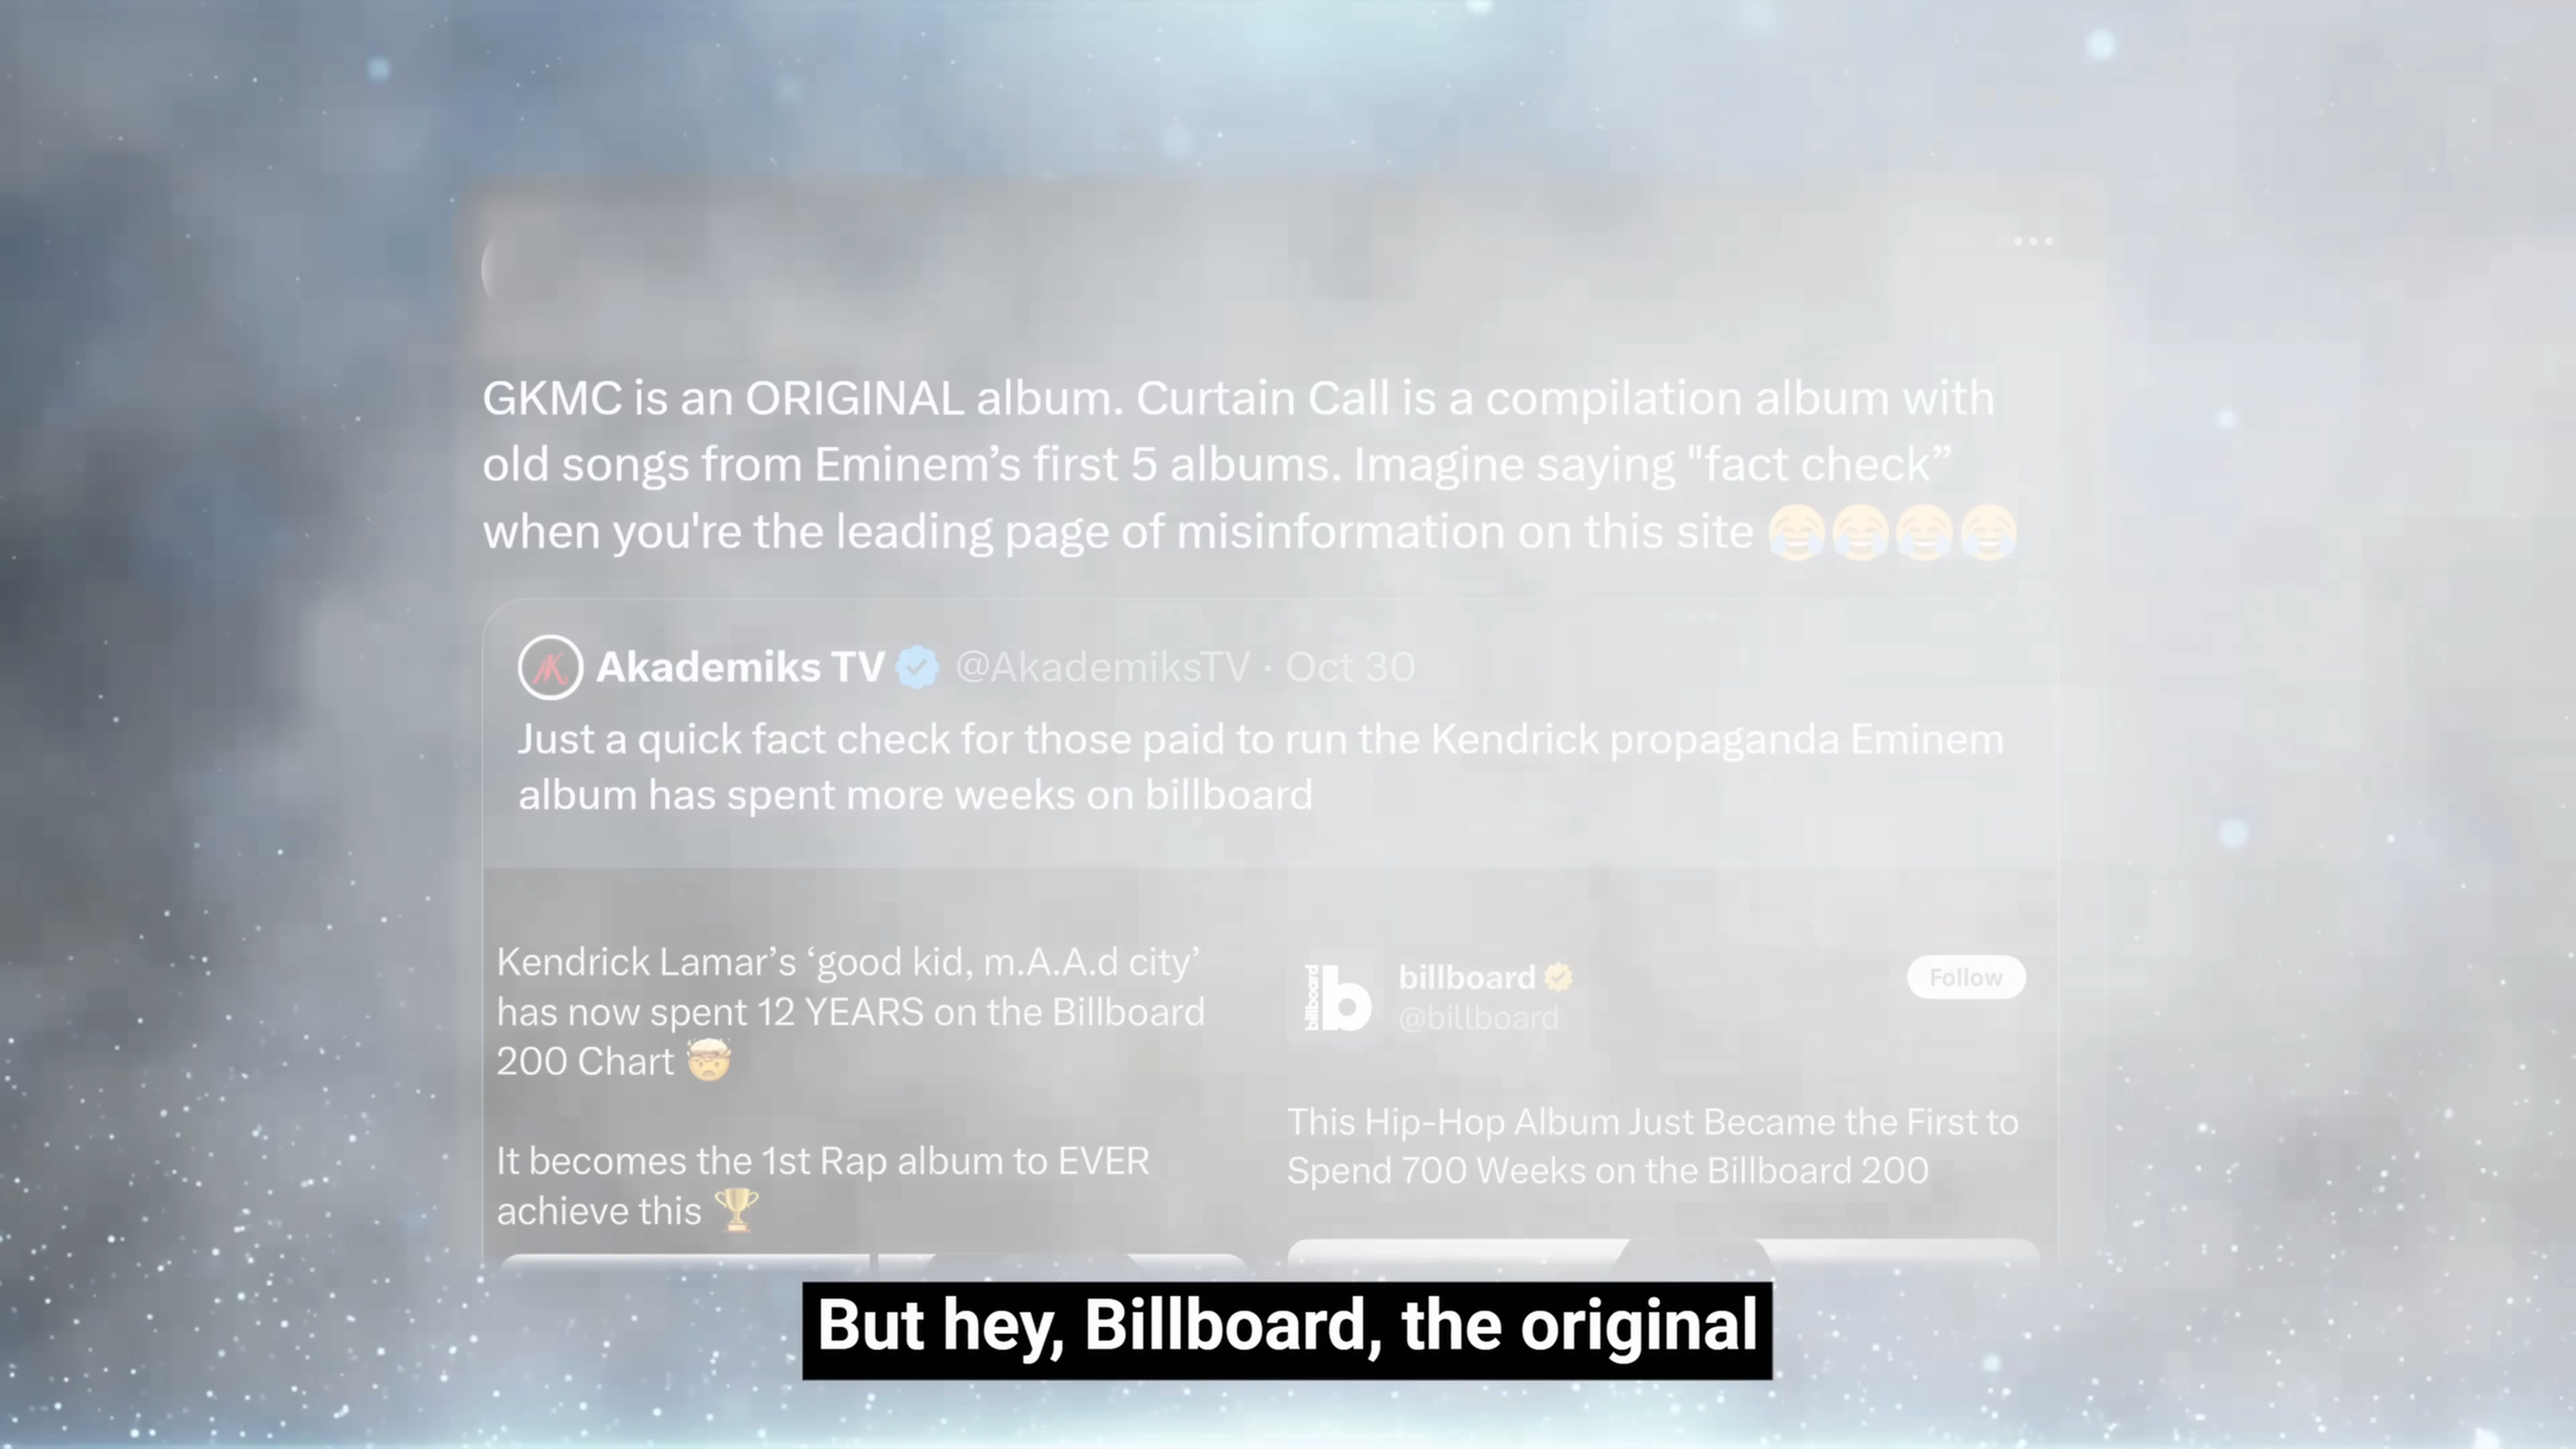 GKMC is an ORIGINAL album. Curtain Call is a compilation album with
old songs from Eminem’s first 5 albums. Imagine saying "fact check”
when you're the leading page of misinformation on this site 😂😂😂😂
Akademiks TV @AkademiksTV · Oct 30
Just a quick fact check for those paid to run the Kendrick propaganda Eminem
album has spent more weeks on billboard
Kendrick Lamar’s ‘good kid, m.A.A.d city’
has now spent 12 YEARS on the Billboard
200 Chart 🤯
It becomes the 1st Rap album to EVER
achieve this 🏆
billboard b
billboard
@billboard
Follow
This Hip-Hop Album Just Became the First to
Spend 700 Weeks on the Billboard 200
But hey, Billboard, the original